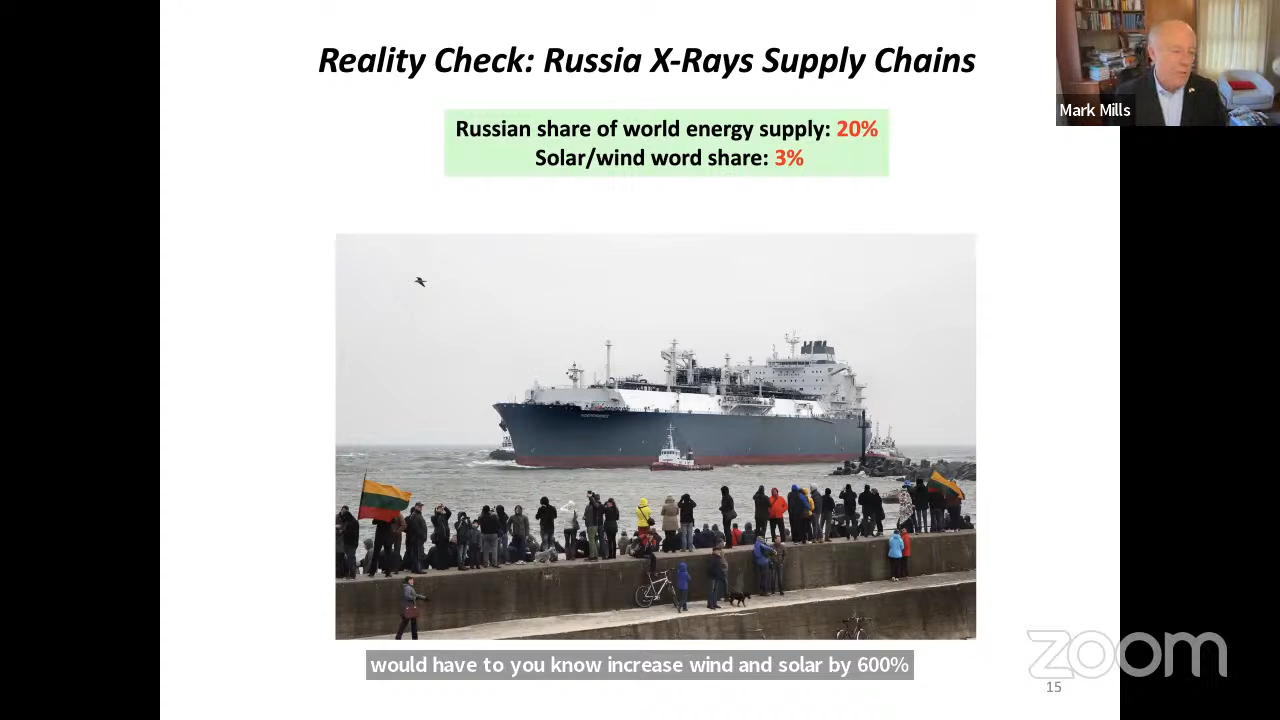 Reality Check: Russia X-Rays Supply Chains
Mark Mills
Russian share of world energy supply: 20%
Solar/wind word share: 3%
INDEPENDENCE
would have to you know increase wind and solar by 600%
zoom
15